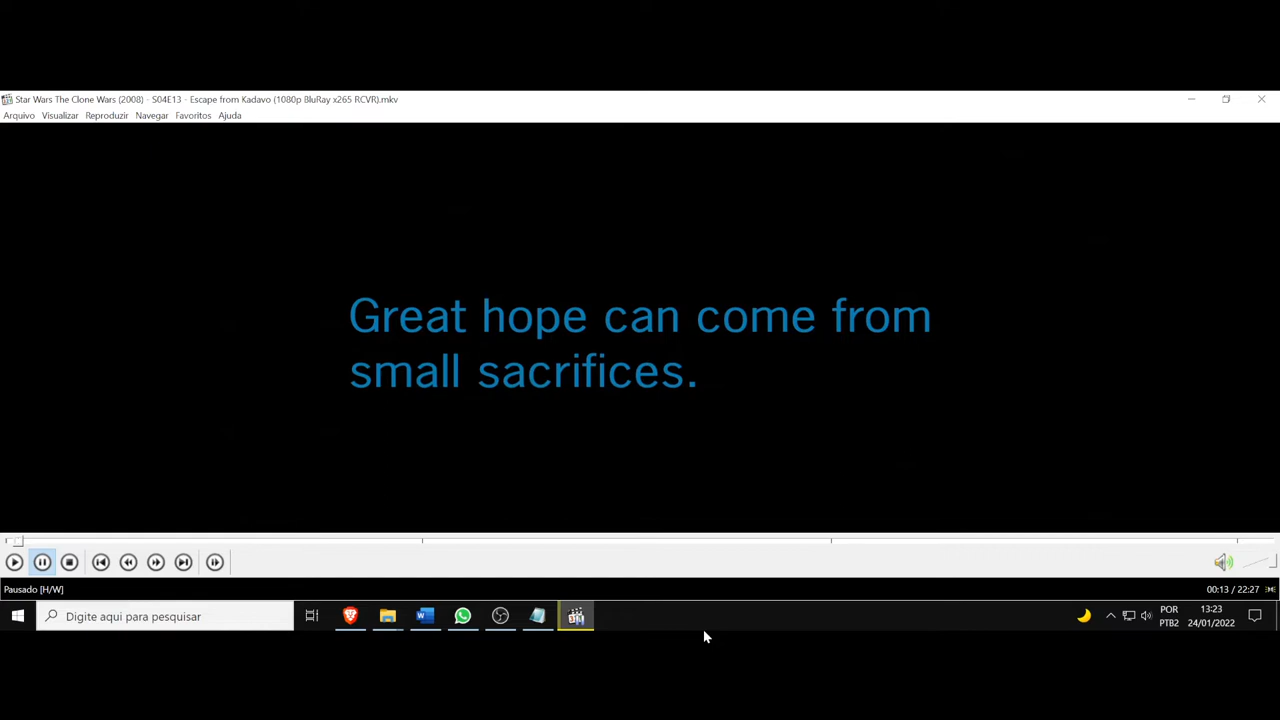 Star Wars The Clone Wars (2008) - S04E13 - Escape from Kadavo (1080p BluRay x265 RCVR).mkv
Arquivo Visualizar Reproduzir Navegar Favoritos Ajuda
Great hope can come from
small sacrifices.
Pausado [H/W] 00:13 / 22:27
Digite aqui para pesquisar
POR 13:23
PTB2 24/01/2022